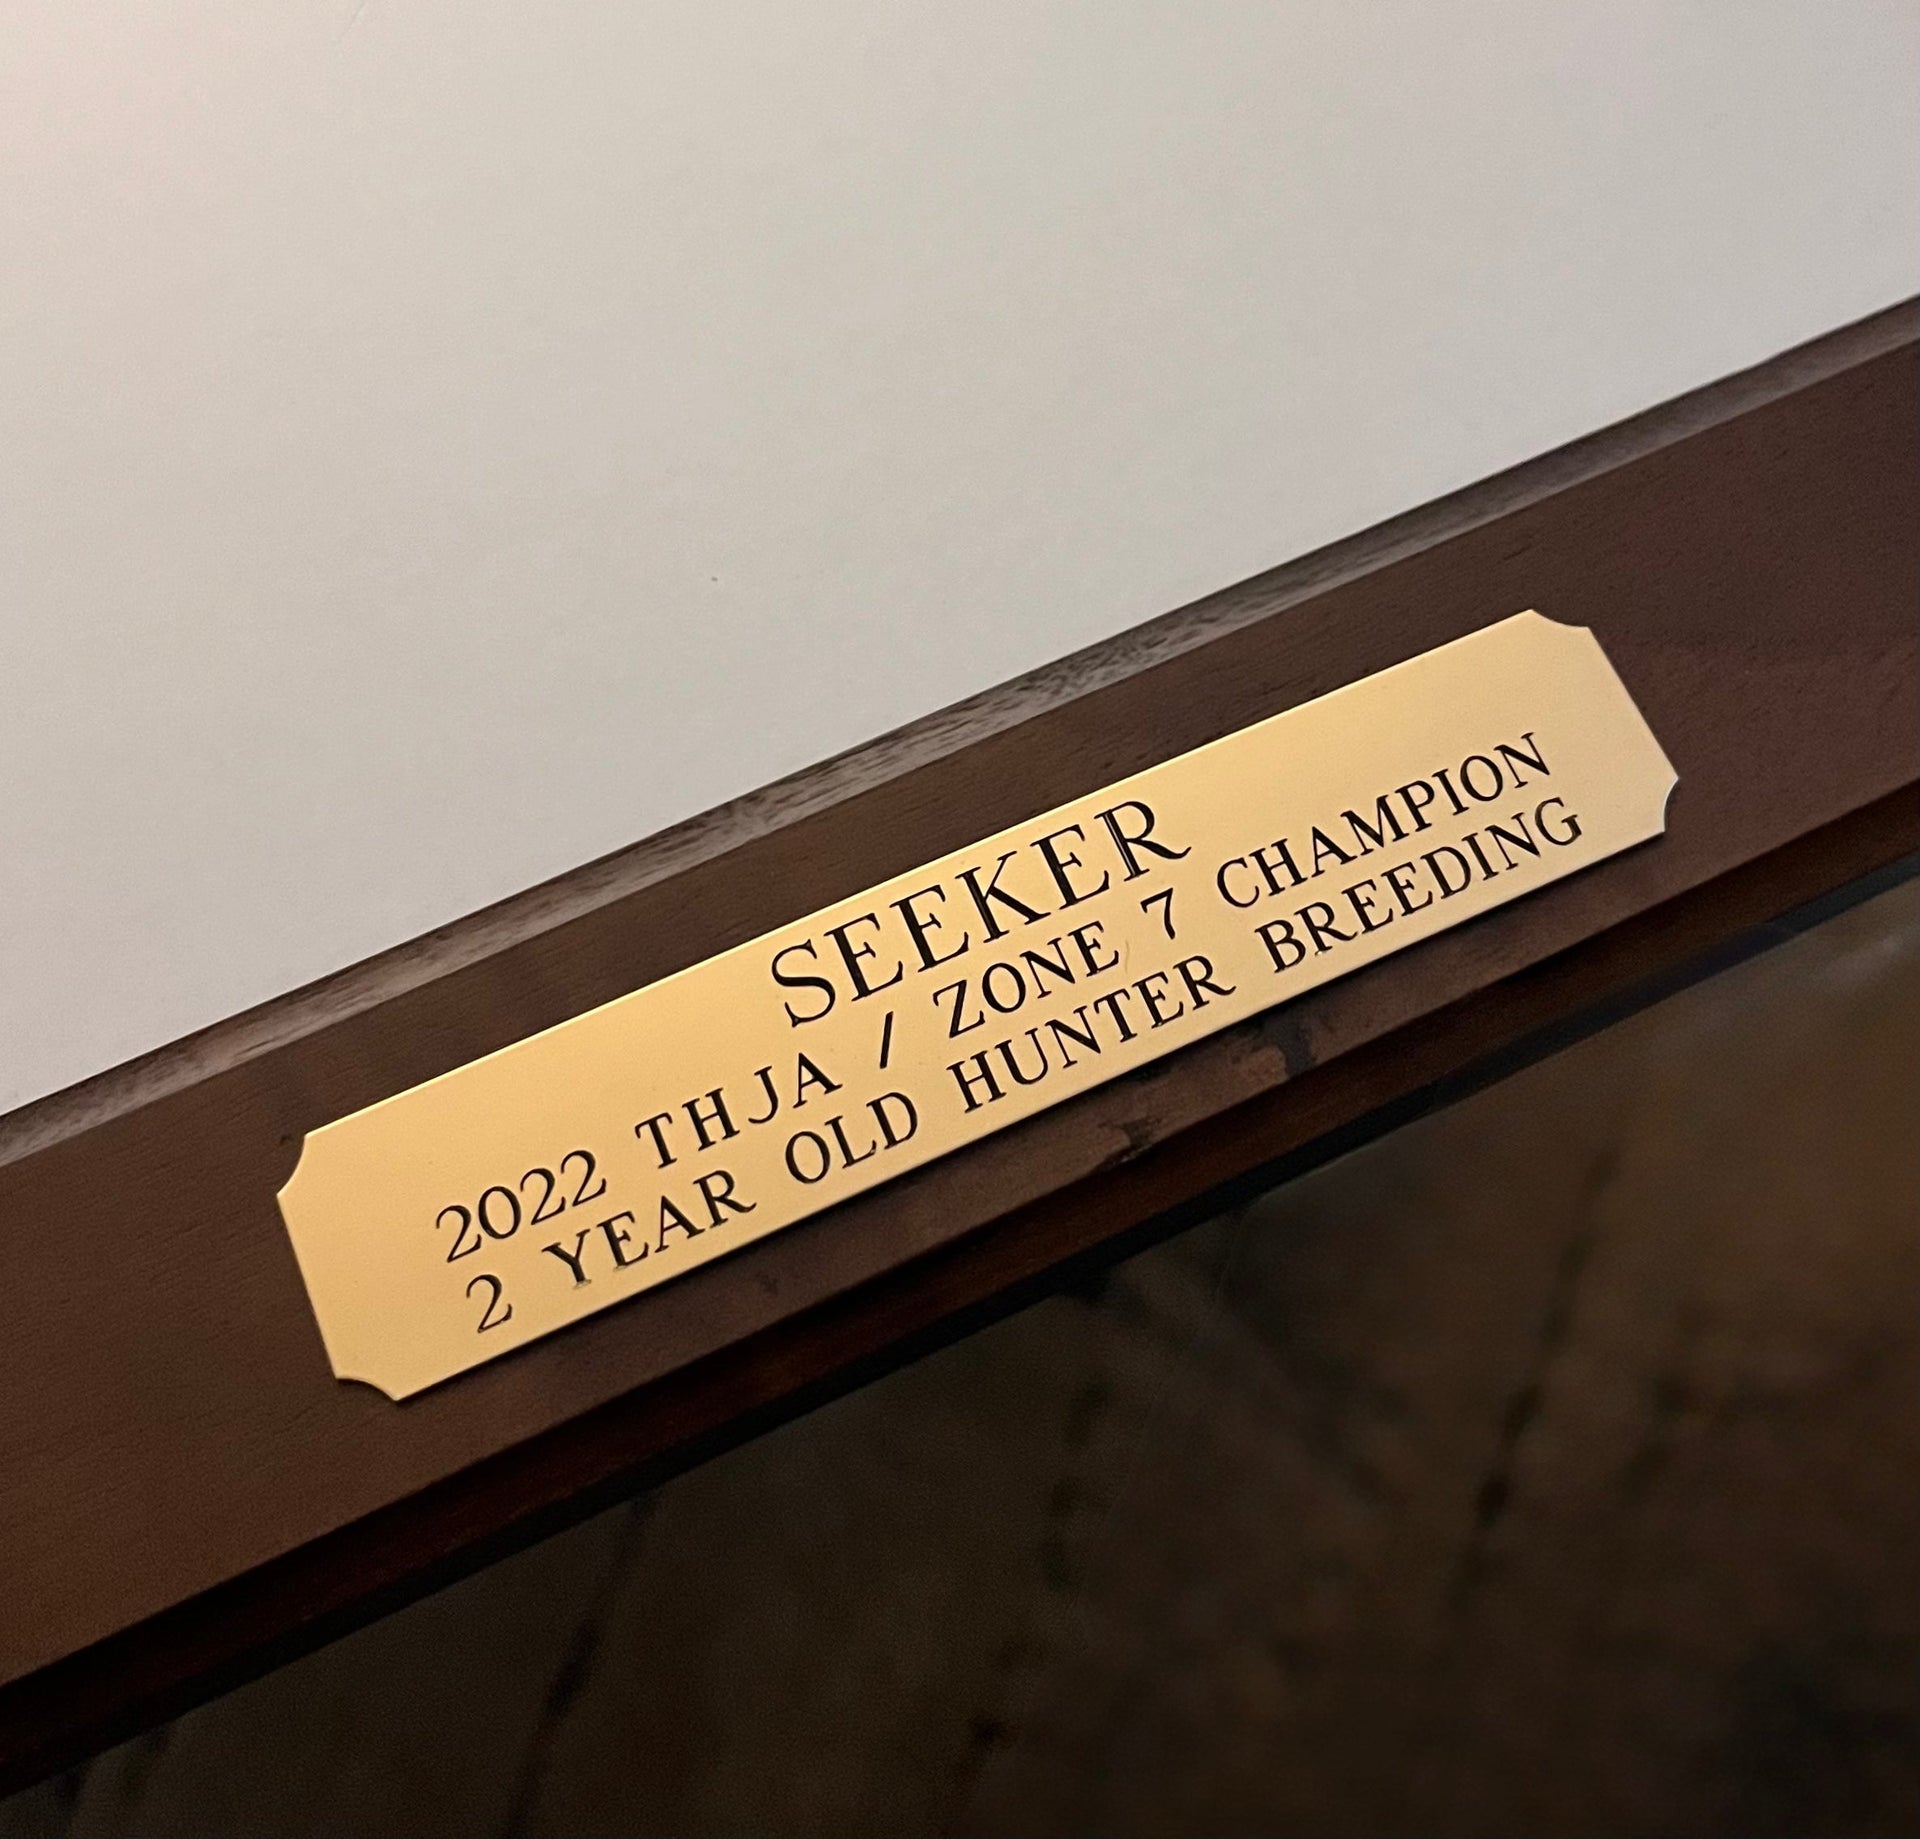 SEEKER
2022 THJA / ZONE 7 CHAMPION
2 YEAR OLD HUNTER BREEDING